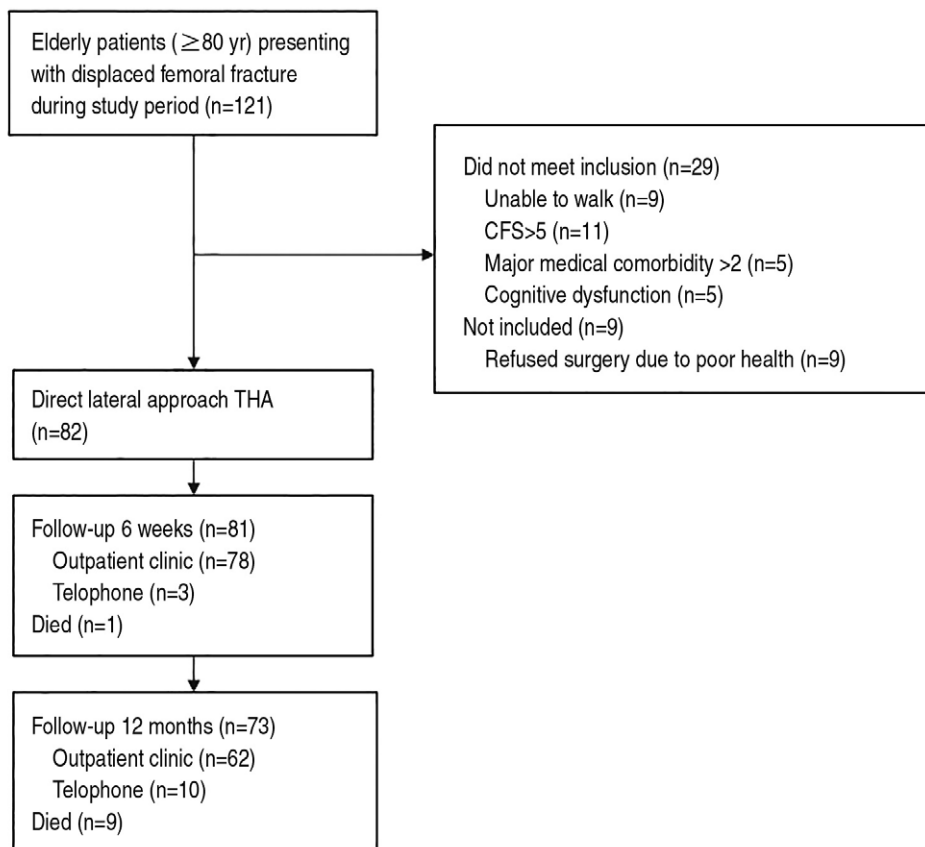 Elderly patients (≥80 yr) presenting
with displaced femoral fracture
during study period (n=121)
Did not meet inclusion (n=29)
Unable to walk (n=9)
CFS>5 (n=11)
Major medical comorbidity >2 (n=5)
Cognitive dysfunction (n=5)
Not included (n=9)
Refused surgery due to poor health (n=9)
Direct lateral approach THA
(n=82)
Follow-up 6 weeks (n=81)
Outpatient clinic (n=78)
Telophone (n=3)
Died (n=1)
Follow-up 12 months (n=73)
Outpatient clinic (n=62)
Telephone (n=10)
Died (n=9)